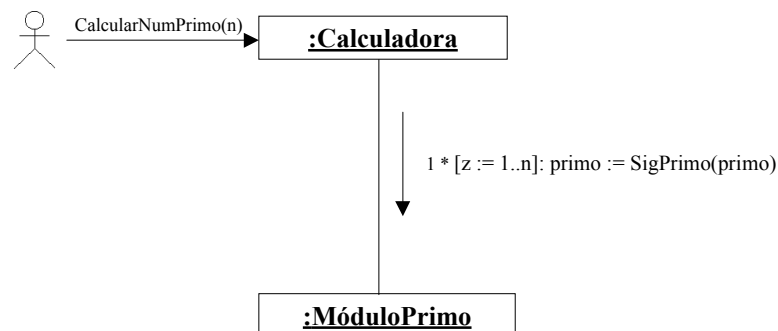 CalcularNumPrimo(n)
:Calculadora
1 * [z := 1..n]: primo := SigPrimo(primo)
:MóduloPrimo